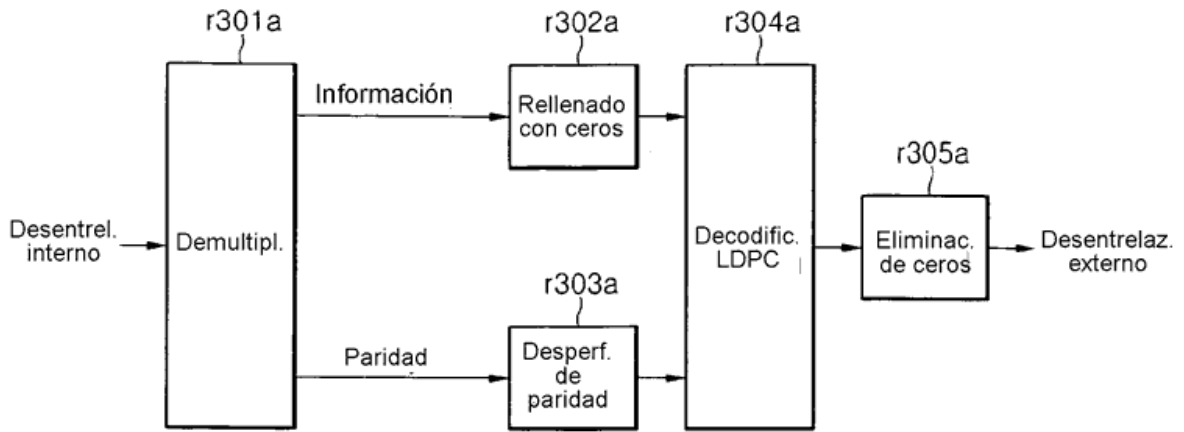 r301a
r302a
r304a
Información
Rellenado
con ceros
r305a
Desentrel.
interno
Demultipl.
Decodific.
LDPC
Eliminac.
de ceros
Desentrelaz.
externo
r303a
Paridad
Desperf.
de
paridad